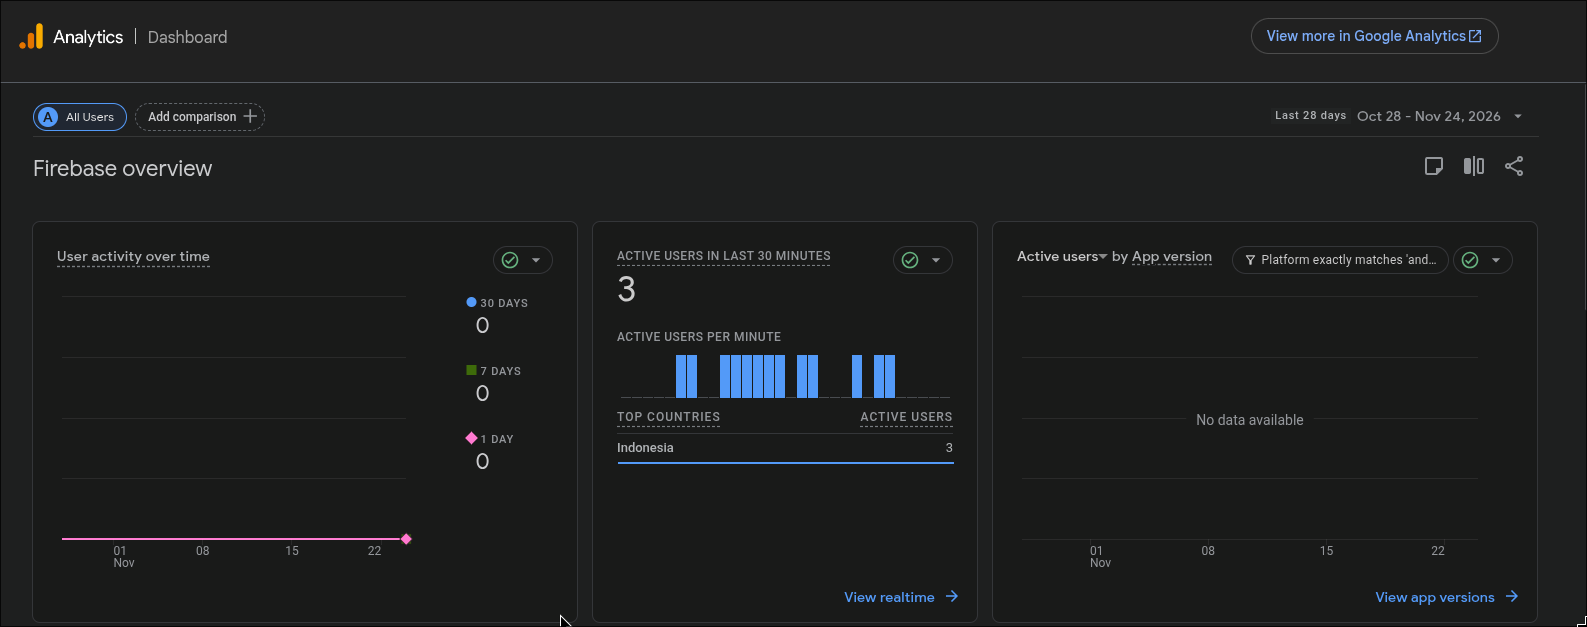 Analytics | Dashboard
View more in Google Analytics
A All Users
Add comparison
Last 28 days Oct 28 - Nov 24, 2026
Firebase overview
User activity over time
30 DAYS
0
7 DAYS
0
1 DAY
0
01 08 15 22
Nov
ACTIVE USERS IN LAST 30 MINUTES
3
ACTIVE USERS PER MINUTE
TOP COUNTRIES ACTIVE USERS
Indonesia 3
View realtime
Active users by App version
Platform exactly matches 'and...
No data available
01 08 15 22
Nov
View app versions